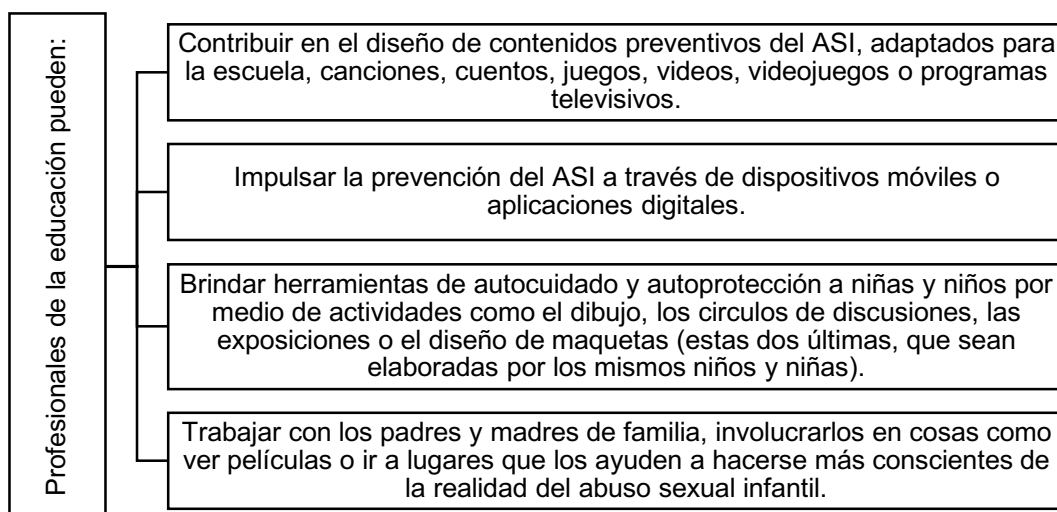 Profesionales de la educación pueden:
Contribuir en el diseño de contenidos preventivos del ASI, adaptados para
la escuela, canciones, cuentos, juegos, videos, videojuegos o programas
televisivos.
Impulsar la prevención del ASI a través de dispositivos móviles o
aplicaciones digitales.
Brindar herramientas de autocuidado y autoprotección a niñas y niños por
medio de actividades como el dibujo, los circulos de discusiones, las
exposiciones o el diseño de maquetas (estas dos últimas, que sean
elaboradas por los mismos niños y niñas).
Trabajar con los padres y madres de familia, involucrarlos en cosas como
ver películas o ir a lugares que los ayuden a hacerse más conscientes de
la realidad del abuso sexual infantil.